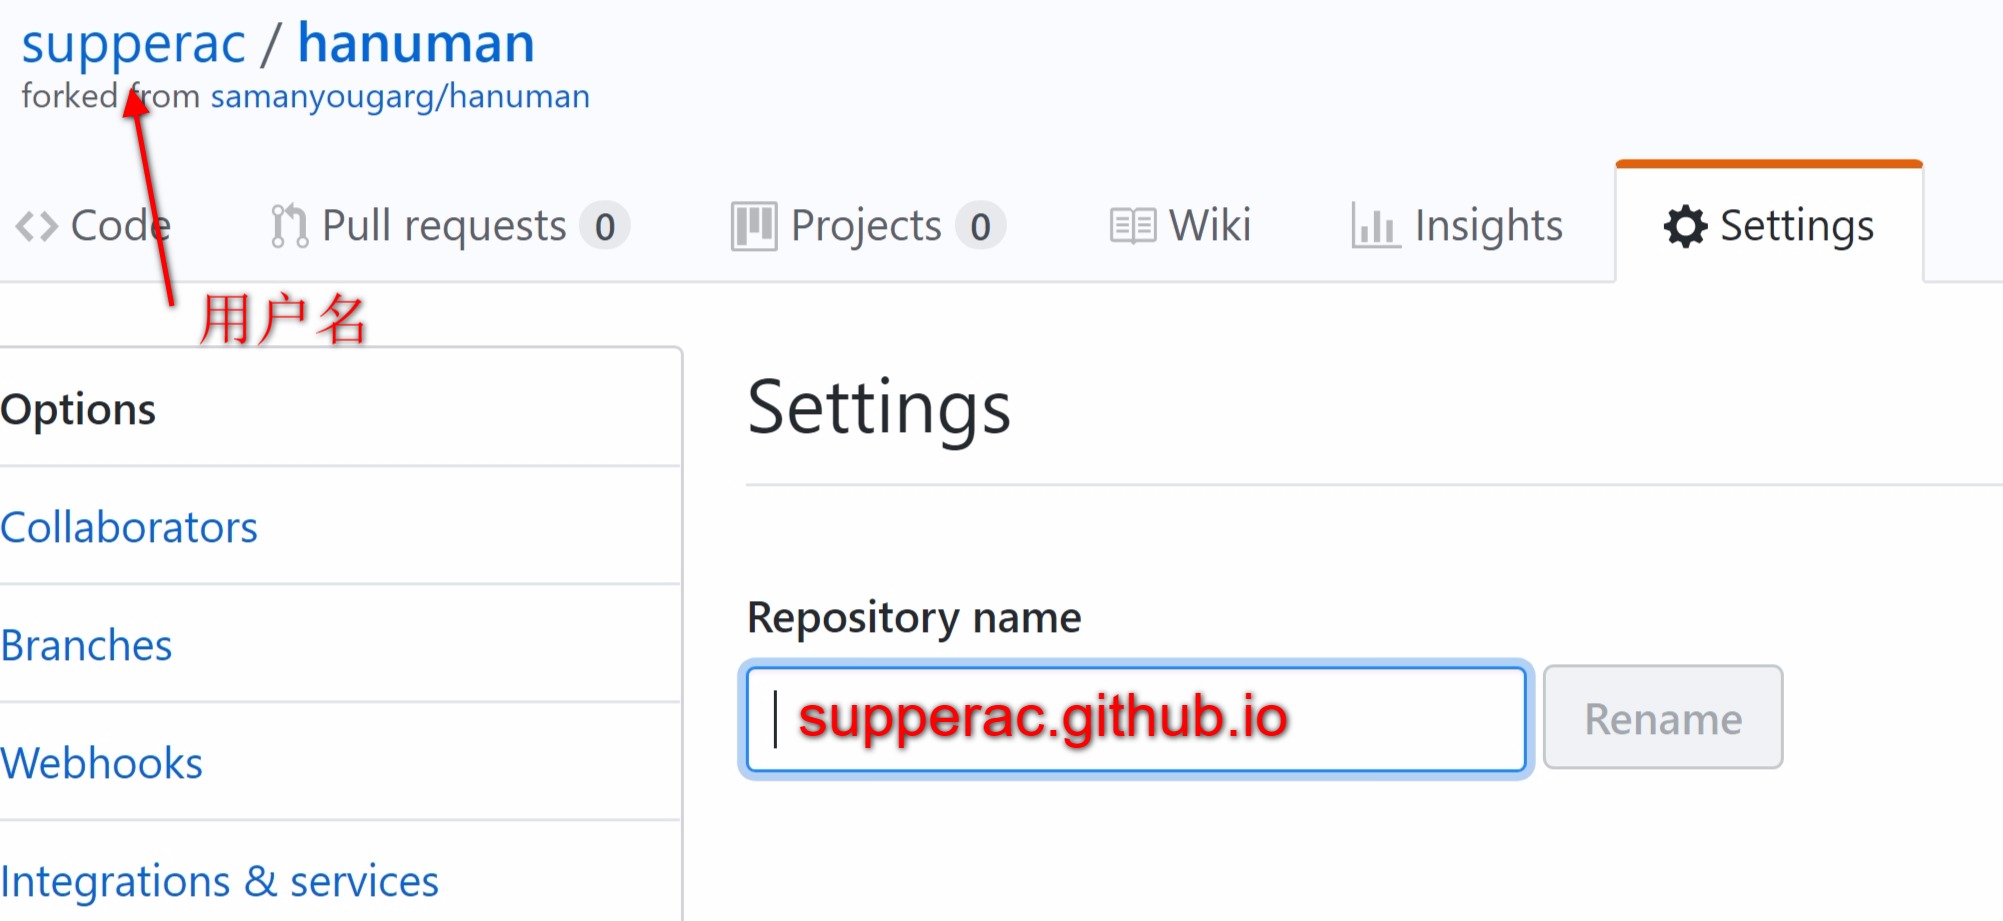 supperac / hanuman
forked from samanyougarg/hanuman
Code Pull requests 0 Projects 0 Wiki Insights Settings
用户名
Options
Settings
Collaborators
Repository name
Branches
supperac.github.io Rename
Webhooks
Integrations & services